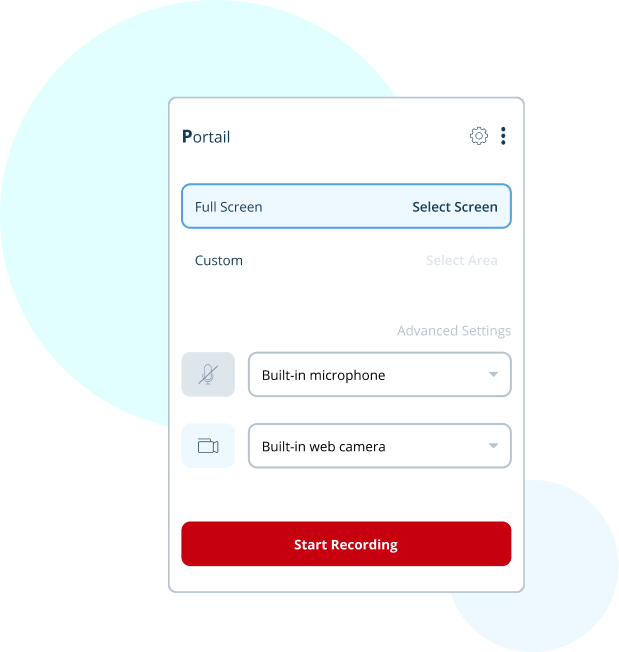 Portail
Full Screen Select Screen
Custom Select Area
Advanced Settings
Built-in microphone
Built-in web camera
Start Recording